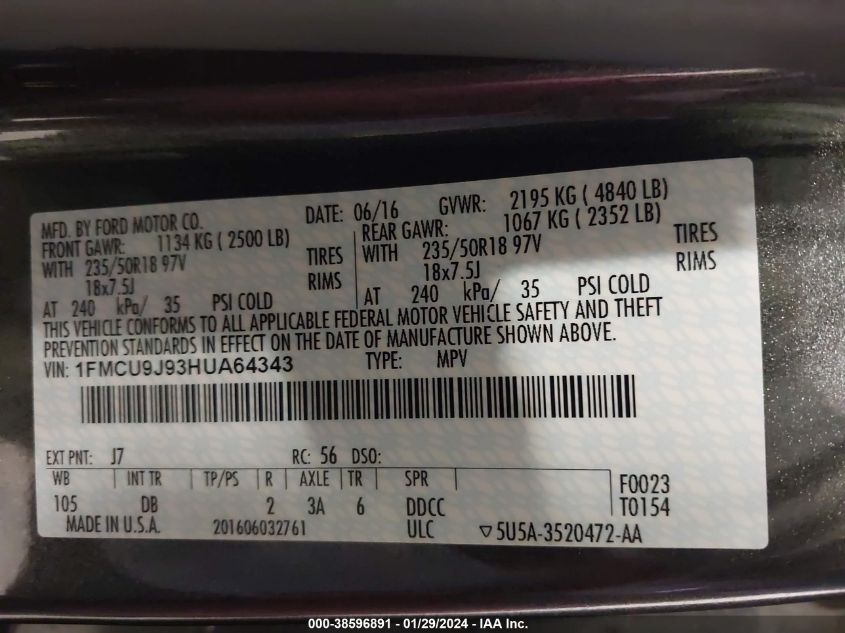 MFD. BY FORD MOTOR CO. DATE: 06/16 GVWR: 2195 KG ( 4840 LB)
FRONT GAWR: 1134 KG ( 2500 LB) REAR GAWR: 1067 KG ( 2352 LB)
WITH 235/50R18 97V TIRES WITH 235/50R18 97V TIRES
18x7.5J RIMS 18x7.5J RIMS
AT 240 kPa/ 35 PSI COLD AT 240 kPa/ 35 PSI COLD
THIS VEHICLE CONFORMS TO ALL APPLICABLE FEDERAL MOTOR VEHICLE SAFETY AND THEFT
PREVENTION STANDARDS IN EFFECT ON THE DATE OF MANUFACTURE SHOWN ABOVE.
VIN: 1FMCU9J93HUA64343 TYPE: MPV
EXT PNT: J7 RC: 56 DSO:
WB INT TR TP/PS R AXLE TR SPR F0023
105 DB 2 3A 6 DDCC T0154
MADE IN U.S.A. 201606032761 ULC ▽5U5A-3520472-AA
000-38596891 - 01/29/2024 - IAA Inc.